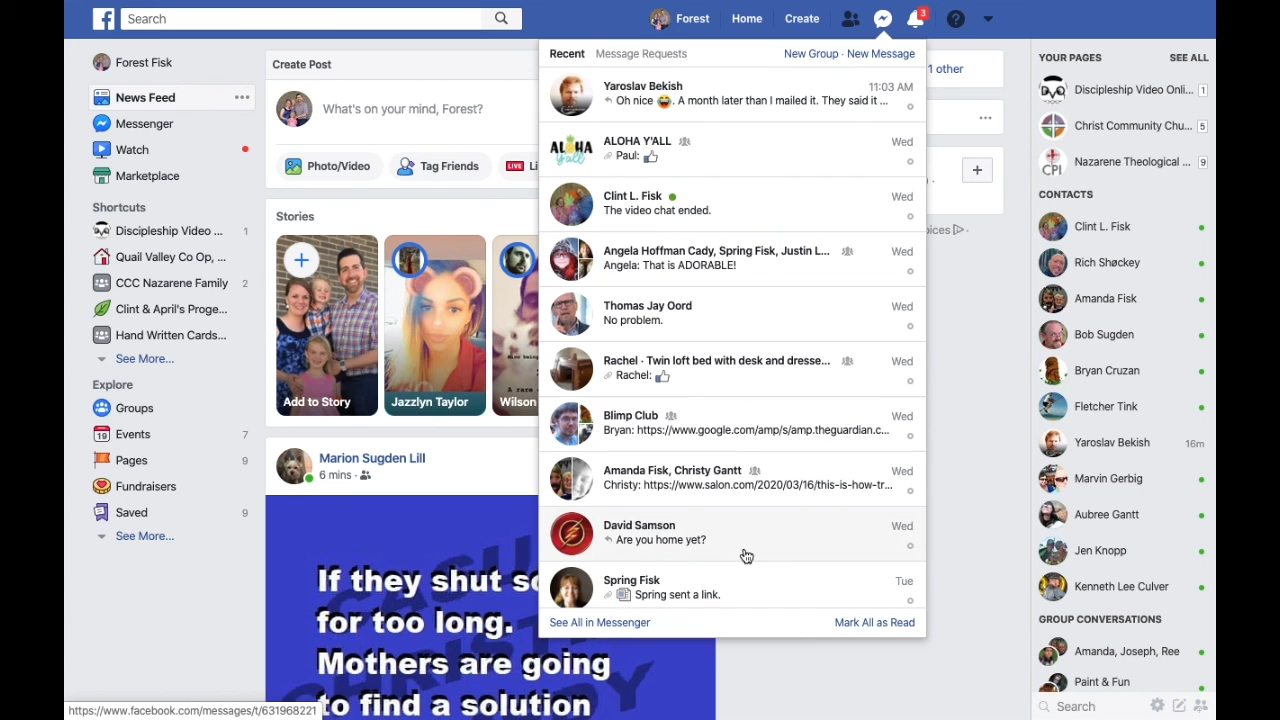 Search
Forest
Home
Create
3
Forest Fisk
News Feed
Messenger
Watch
Marketplace
Shortcuts
Discipleship Video ... 1
Quail Valley Co Op, ...
CCC Nazarene Family 2
Clint & April's Proge...
Hand Written Cards...
See More...
Explore
Groups
Events 7
Pages 9
Fundraisers
Saved 9
See More...
Create Post
What's on your mind, Forest?
Photo/Video
Tag Friends
LIVE Li
Stories
Add to Story
Jazzlyn Taylor
Wilson
Marion Sugden Lill
6 mins ·
If they shut sc
for too long.
Mothers are going
to find a solution
Recent Message Requests New Group · New Message
Yaroslav Bekish 11:03 AM
Oh nice 😂. A month later than I mailed it. They said it ...
ALOHA Y'ALL Wed
Paul: 👍
Clint L. Fisk Wed
The video chat ended.
Angela Hoffman Cady, Spring Fisk, Justin L... Wed
Angela: That is ADORABLE!
Thomas Jay Oord Wed
No problem.
Rachel · Twin loft bed with desk and dresse... Wed
Rachel: 👍
Blimp Club Wed
Bryan: https://www.google.com/amp/s/amp.theguardian.c...
Amanda Fisk, Christy Gantt Wed
Christy: https://www.salon.com/2020/03/16/this-is-how-tr...
David Samson Wed
Are you home yet?
Spring Fisk Tue
Spring sent a link.
See All in Messenger Mark All as Read
1 other
oices
YOUR PAGES SEE ALL
Discipleship Video Onli... 1
Christ Community Chu... 5
Nazarene Theological ... 9
CONTACTS
Clint L. Fisk
Rich Shøckey
Amanda Fisk
Bob Sugden
Bryan Cruzan
Fletcher Tink
Yaroslav Bekish 16m
Marvin Gerbig
Aubree Gantt
Jen Knopp
Kenneth Lee Culver
GROUP CONVERSATIONS
Amanda, Joseph, Ree
Paint & Fun
Search
https://www.facebook.com/messages/t/631968221